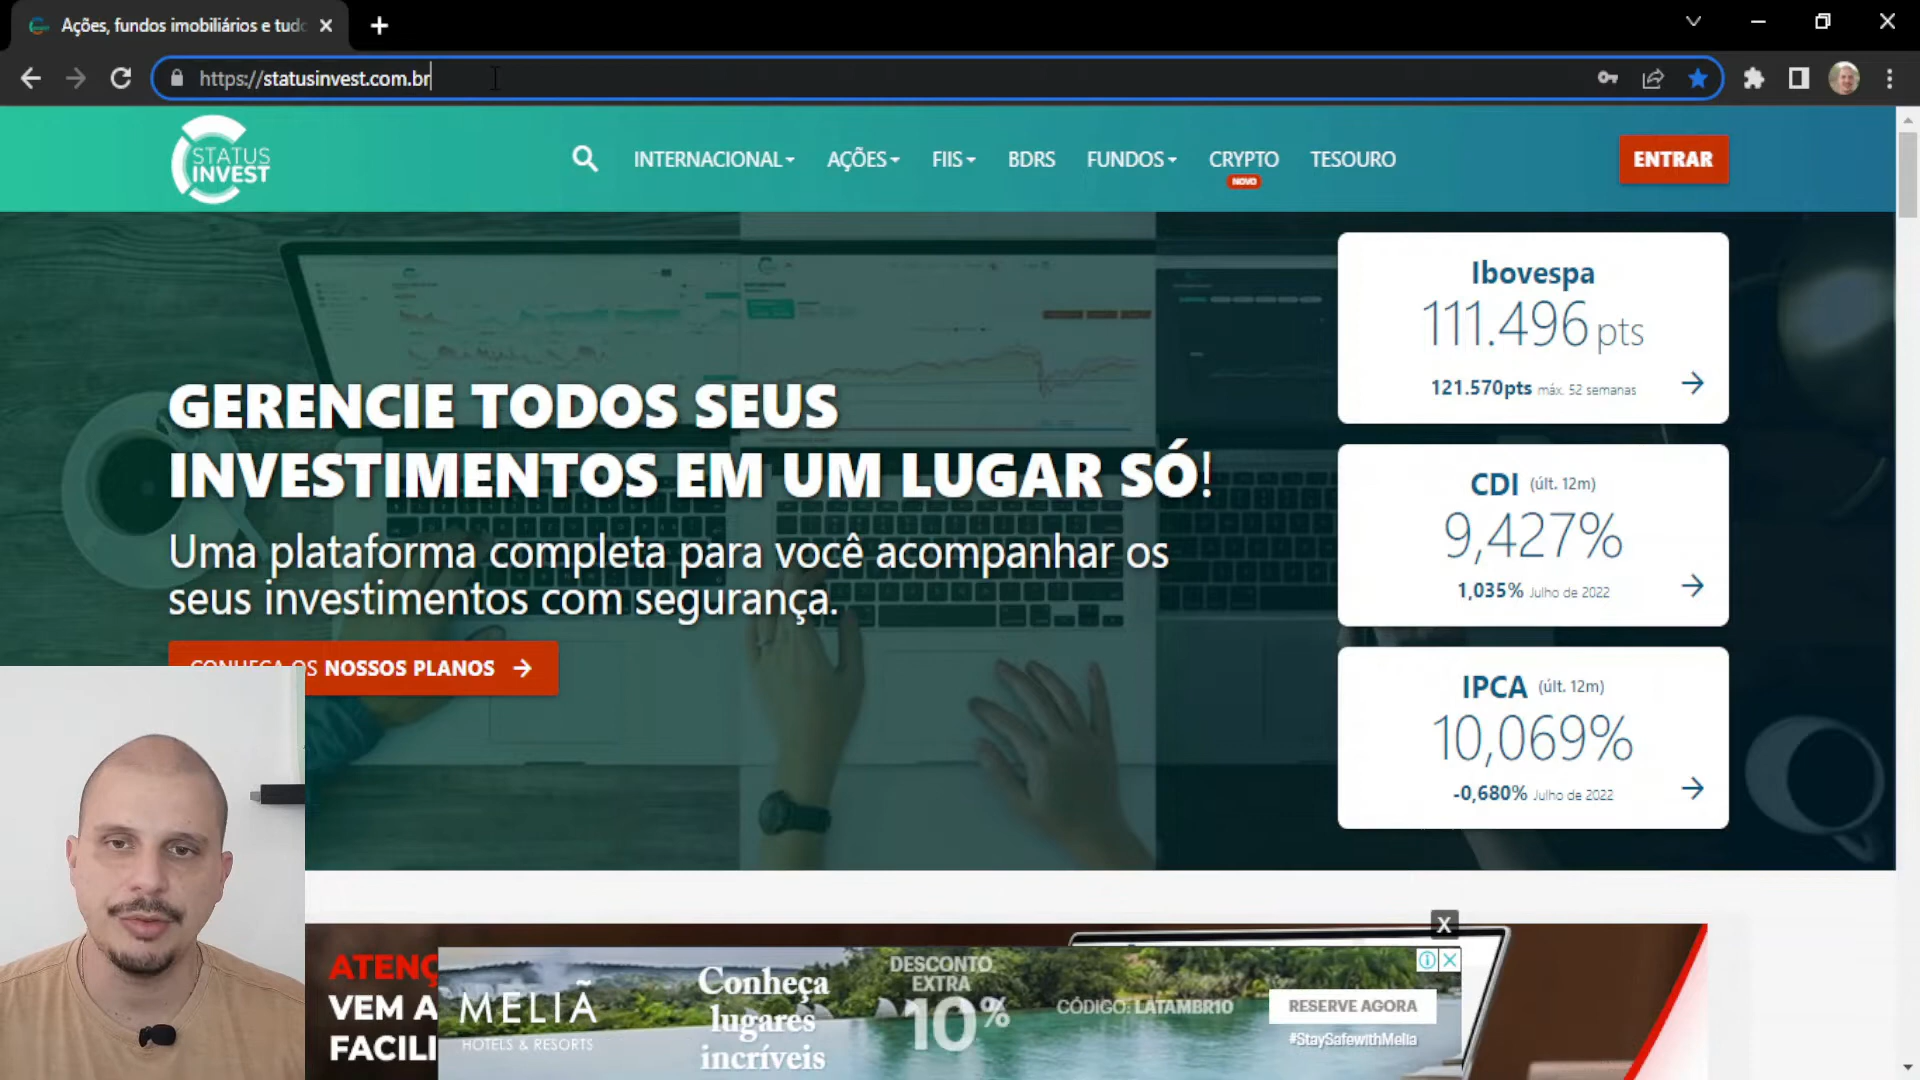 Ações, fundos imobiliários e tudo
https://statusinvest.com.br
STATUS
INVEST
INTERNACIONAL
AÇÕES
FIIS
BDRS
FUNDOS
CRYPTO
NOVO
TESOURO
ENTRAR
GERENCIE TODOS SEUS
INVESTIMENTOS EM UM LUGAR SÓ!
Uma plataforma completa para você acompanhar os
seus investimentos com segurança.
NOSSOS PLANOS
Ibovespa
111.496 pts
121.570pts máx. 52 semanas
CDI (últ. 12m)
9,427%
1,035% Julho de 2022
IPCA (últ. 12m)
10,069%
-0,680% Julho de 2022
X
VEM A
MELIÃ
HOTELS & RESORTS
Conheça
lugares
incríveis
DESCONTO
EXTRA
10%
CÓDIGO: LATAMBR10
RESERVE AGORA
#StaySafewithMelia